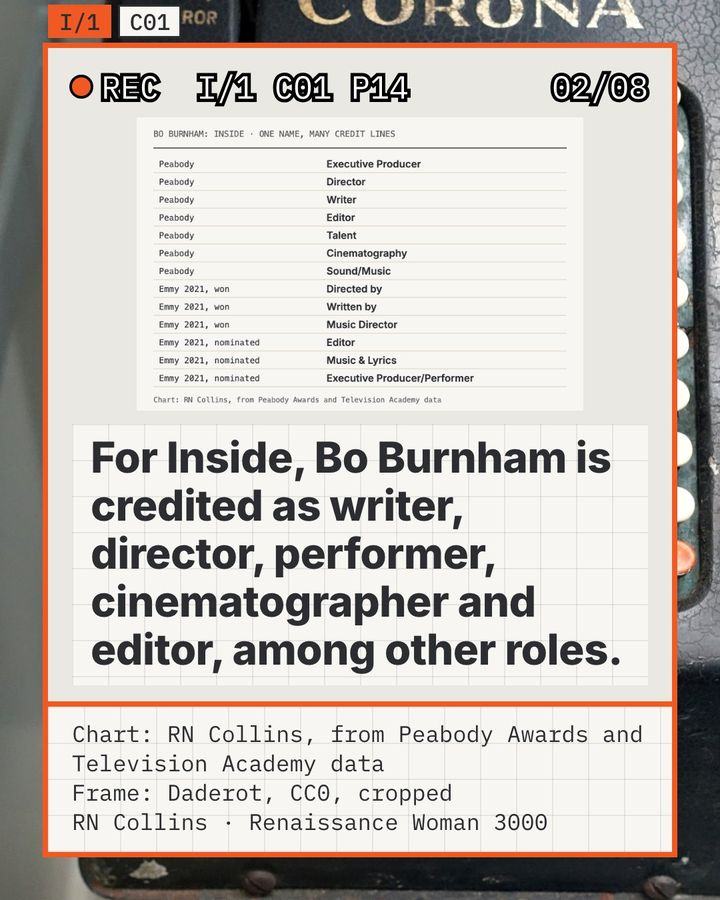 CORONA
I/1 C01 ROR
REC I/1 C01 P14 02/08
BO BURNHAM: INSIDE · ONE NAME, MANY CREDIT LINES
Peabody Executive Producer
Peabody Director
Peabody Writer
Peabody Editor
Peabody Talent
Peabody Cinematography
Peabody Sound/Music
Emmy 2021, won Directed by
Emmy 2021, won Written by
Emmy 2021, won Music Director
Emmy 2021, nominated Editor
Emmy 2021, nominated Music & Lyrics
Emmy 2021, nominated Executive Producer/Performer
Chart: RN Collins, from Peabody Awards and Television Academy data
For Inside, Bo Burnham is
credited as writer,
director, performer,
cinematographer and
editor, among other roles.
Chart: RN Collins, from Peabody Awards and
Television Academy data
Frame: Daderot, CC0, cropped
RN Collins · Renaissance Woman 3000